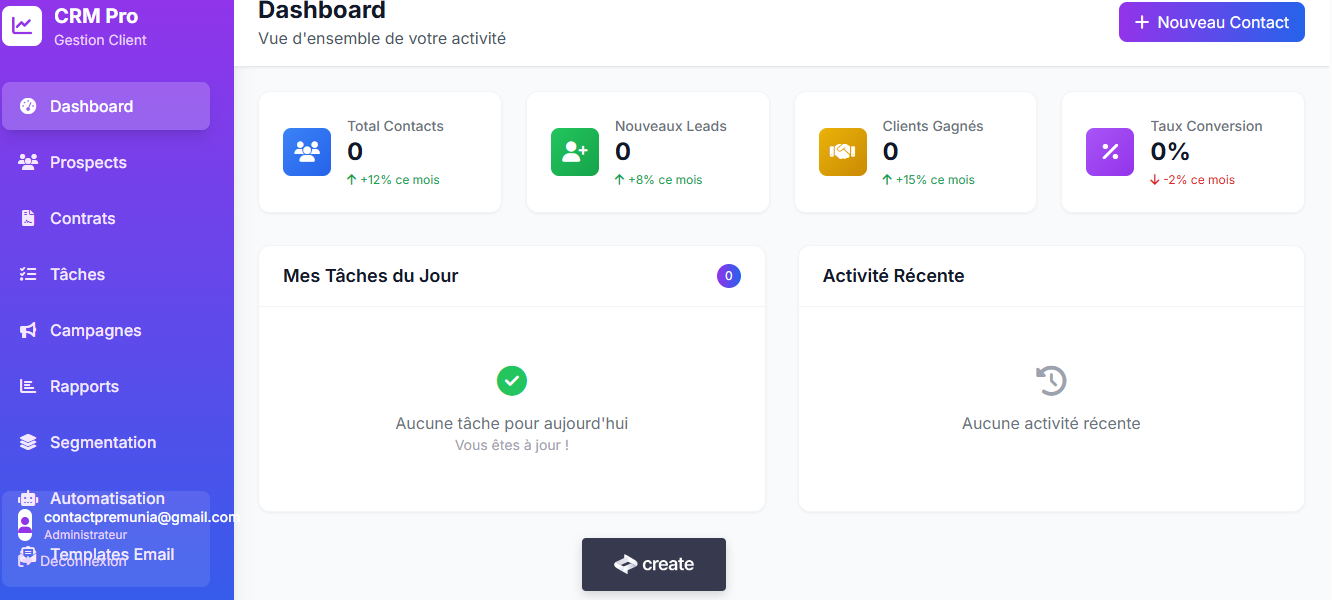 CRM Pro
Gestion Client
Dashboard
Prospects
Contrats
Tâches
Campagnes
Rapports
Segmentation
Automatisation
contactpremunia@gmail.com
Administrateur
Templates Email
Déconnexion
Dashboard
Vue d'ensemble de votre activité
+ Nouveau Contact
Total Contacts
0
↑ +12% ce mois
Nouveaux Leads
0
↑ +8% ce mois
Clients Gagnés
0
↑ +15% ce mois
Taux Conversion
0%
↓ -2% ce mois
Mes Tâches du Jour
0
Aucune tâche pour aujourd'hui
Vous êtes à jour !
Activité Récente
Aucune activité récente
create